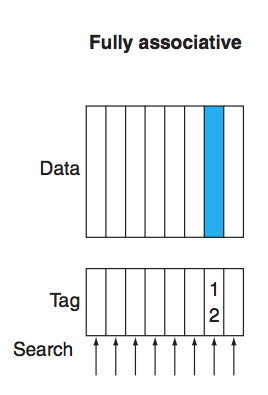 Fully associative
Data
Tag
1
2
Search